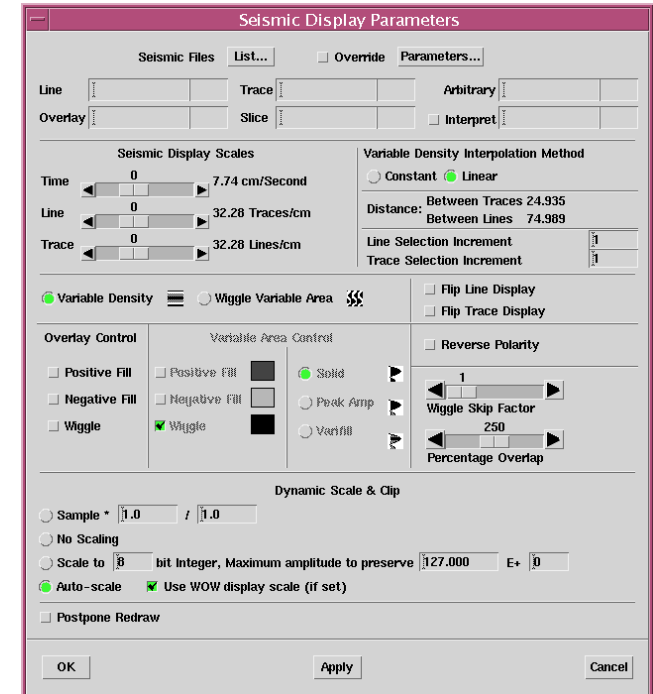 Seismic Display Parameters
Seismic Files List... Override Parameters...
Line Trace Arbitrary
Overlay Slice Interpret
Seismic Display Scales
Time 0 7.74 cm/Second
Line 0 32.28 Traces/cm
Trace 0 32.28 Lines/cm
Variable Density Interpolation Method
Constant Linear
Distance: Between Traces 24.935
Between Lines 74.989
Line Selection Increment 1
Trace Selection Increment 1
Variable Density Wiggle Variable Area
Flip Line Display
Flip Trace Display
Overlay Control
Positive Fill
Negative Fill
Wiggle
Variable Area Control
Positive Fill
Negative Fill
Wiggle
Solid
Peak Amp
Varifill
Reverse Polarity
1
Wiggle Skip Factor
250
Percentage Overlap
Dynamic Scale & Clip
Sample * 1.0 / 1.0
No Scaling
Scale to 8 bit Integer, Maximum amplitude to preserve 127.000 E+ 0
Auto-scale Use WOW display scale (if set)
Postpone Redraw
OK Apply Cancel